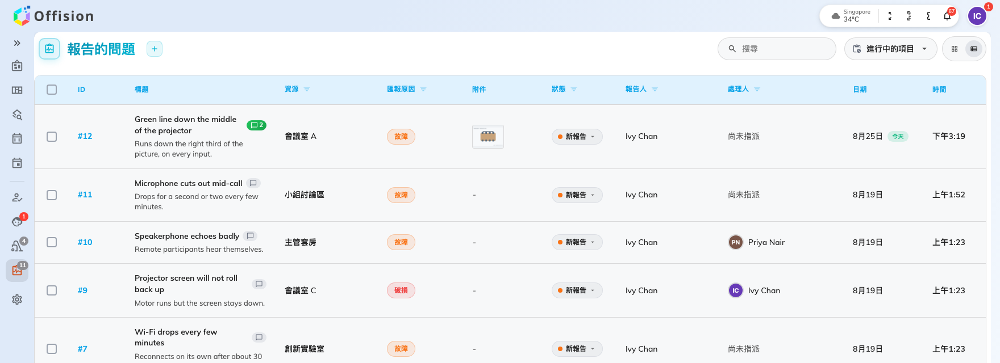 Offision
Singapore
34°C
67
IC
1
報告的問題
+
搜尋
進行中的項目
ID
標題
資源
匯報原因
附件
狀態
報告人
處理人
日期
時間
#12
Green line down the middle
of the projector
2
Runs down the right third of the
picture, on every input.
會議室 A
故障
新報告
Ivy Chan
尚未指派
8月25日
今天
下午3:19
#11
Microphone cuts out mid-call
Drops for a second or two every few
minutes.
小組討論區
故障
-
新報告
Ivy Chan
尚未指派
8月19日
上午1:52
1
4
#10
Speakerphone echoes badly
Remote participants hear themselves.
主管套房
故障
-
新報告
Ivy Chan
PN
Priya Nair
8月19日
上午1:23
11
#9
Projector screen will not roll
back up
Motor runs but the screen stays down.
會議室 C
破損
-
新報告
Ivy Chan
IC
Ivy Chan
8月19日
上午1:23
#7
Wi-Fi drops every few
minutes
Reconnects on its own after about 30
創新實驗室
故障
-
新報告
Ivy Chan
尚未指派
8月19日
上午1:23